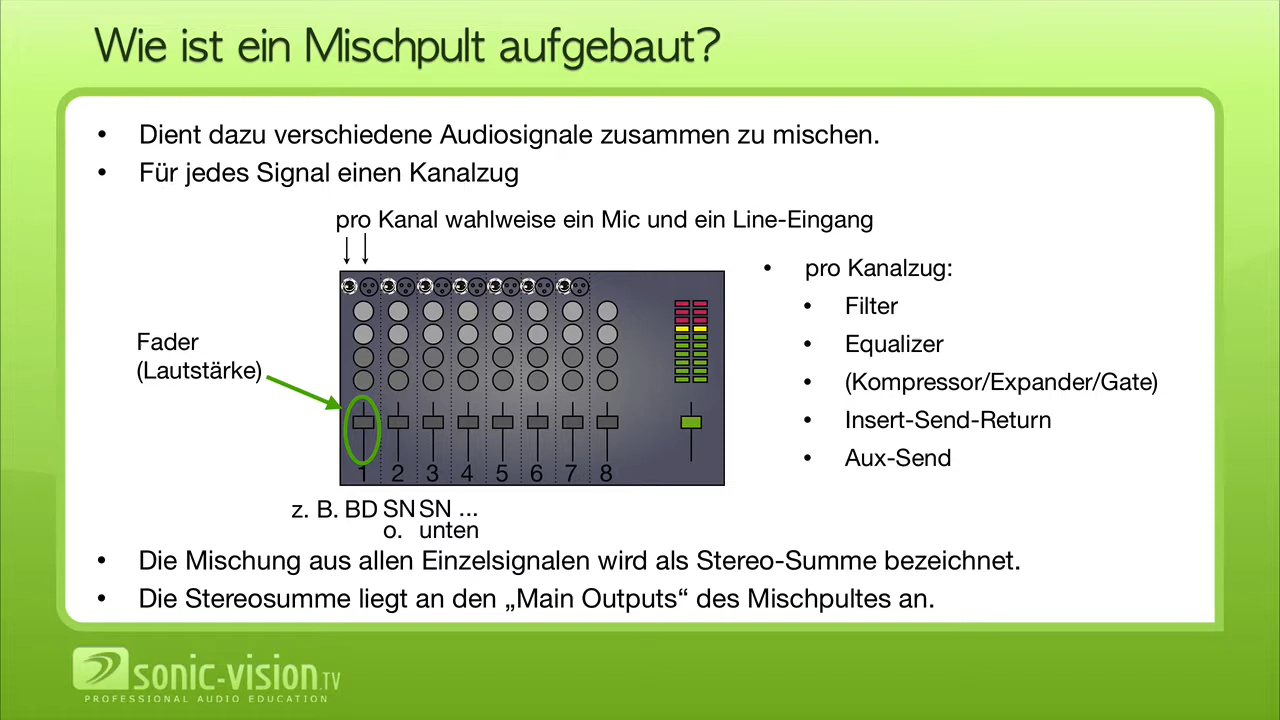 Wie ist ein Mischpult aufgebaut?
• Dient dazu verschiedene Audiosignale zusammen zu mischen.
• Für jedes Signal einen Kanalzug
pro Kanal wahlweise ein Mic und ein Line-Eingang
Fader
(Lautstärke)
1 2 3 4 5 6 7 8
z. B. BD SN SN ...
o. unten
• pro Kanalzug:
• Filter
• Equalizer
• (Kompressor/Expander/Gate)
• Insert-Send-Return
• Aux-Send
• Die Mischung aus allen Einzelsignalen wird als Stereo-Summe bezeichnet.
• Die Stereosumme liegt an den „Main Outputs“ des Mischpultes an.
sonic-vision.TV
PROFESSIONAL AUDIO EDUCATION